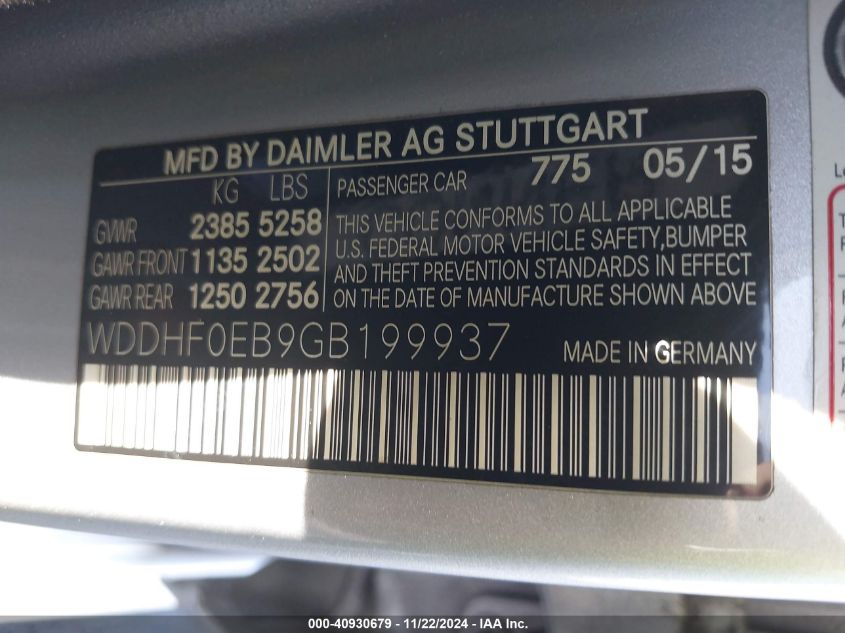 MFD BY DAIMLER AG STUTTGART
KG LBS
GVWR 2385 5258
GAWR FRONT 1135 2502
GAWR REAR 1250 2756
PASSENGER CAR 775 05/15
THIS VEHICLE CONFORMS TO ALL APPLICABLE
U.S. FEDERAL MOTOR VEHICLE SAFETY,BUMPER
AND THEFT PREVENTION STANDARDS IN EFFECT
ON THE DATE OF MANUFACTURE SHOWN ABOVE
WDDHF0EB9GB199937
MADE IN GERMANY
000-40930679 - 11/22/2024 - IAA Inc.